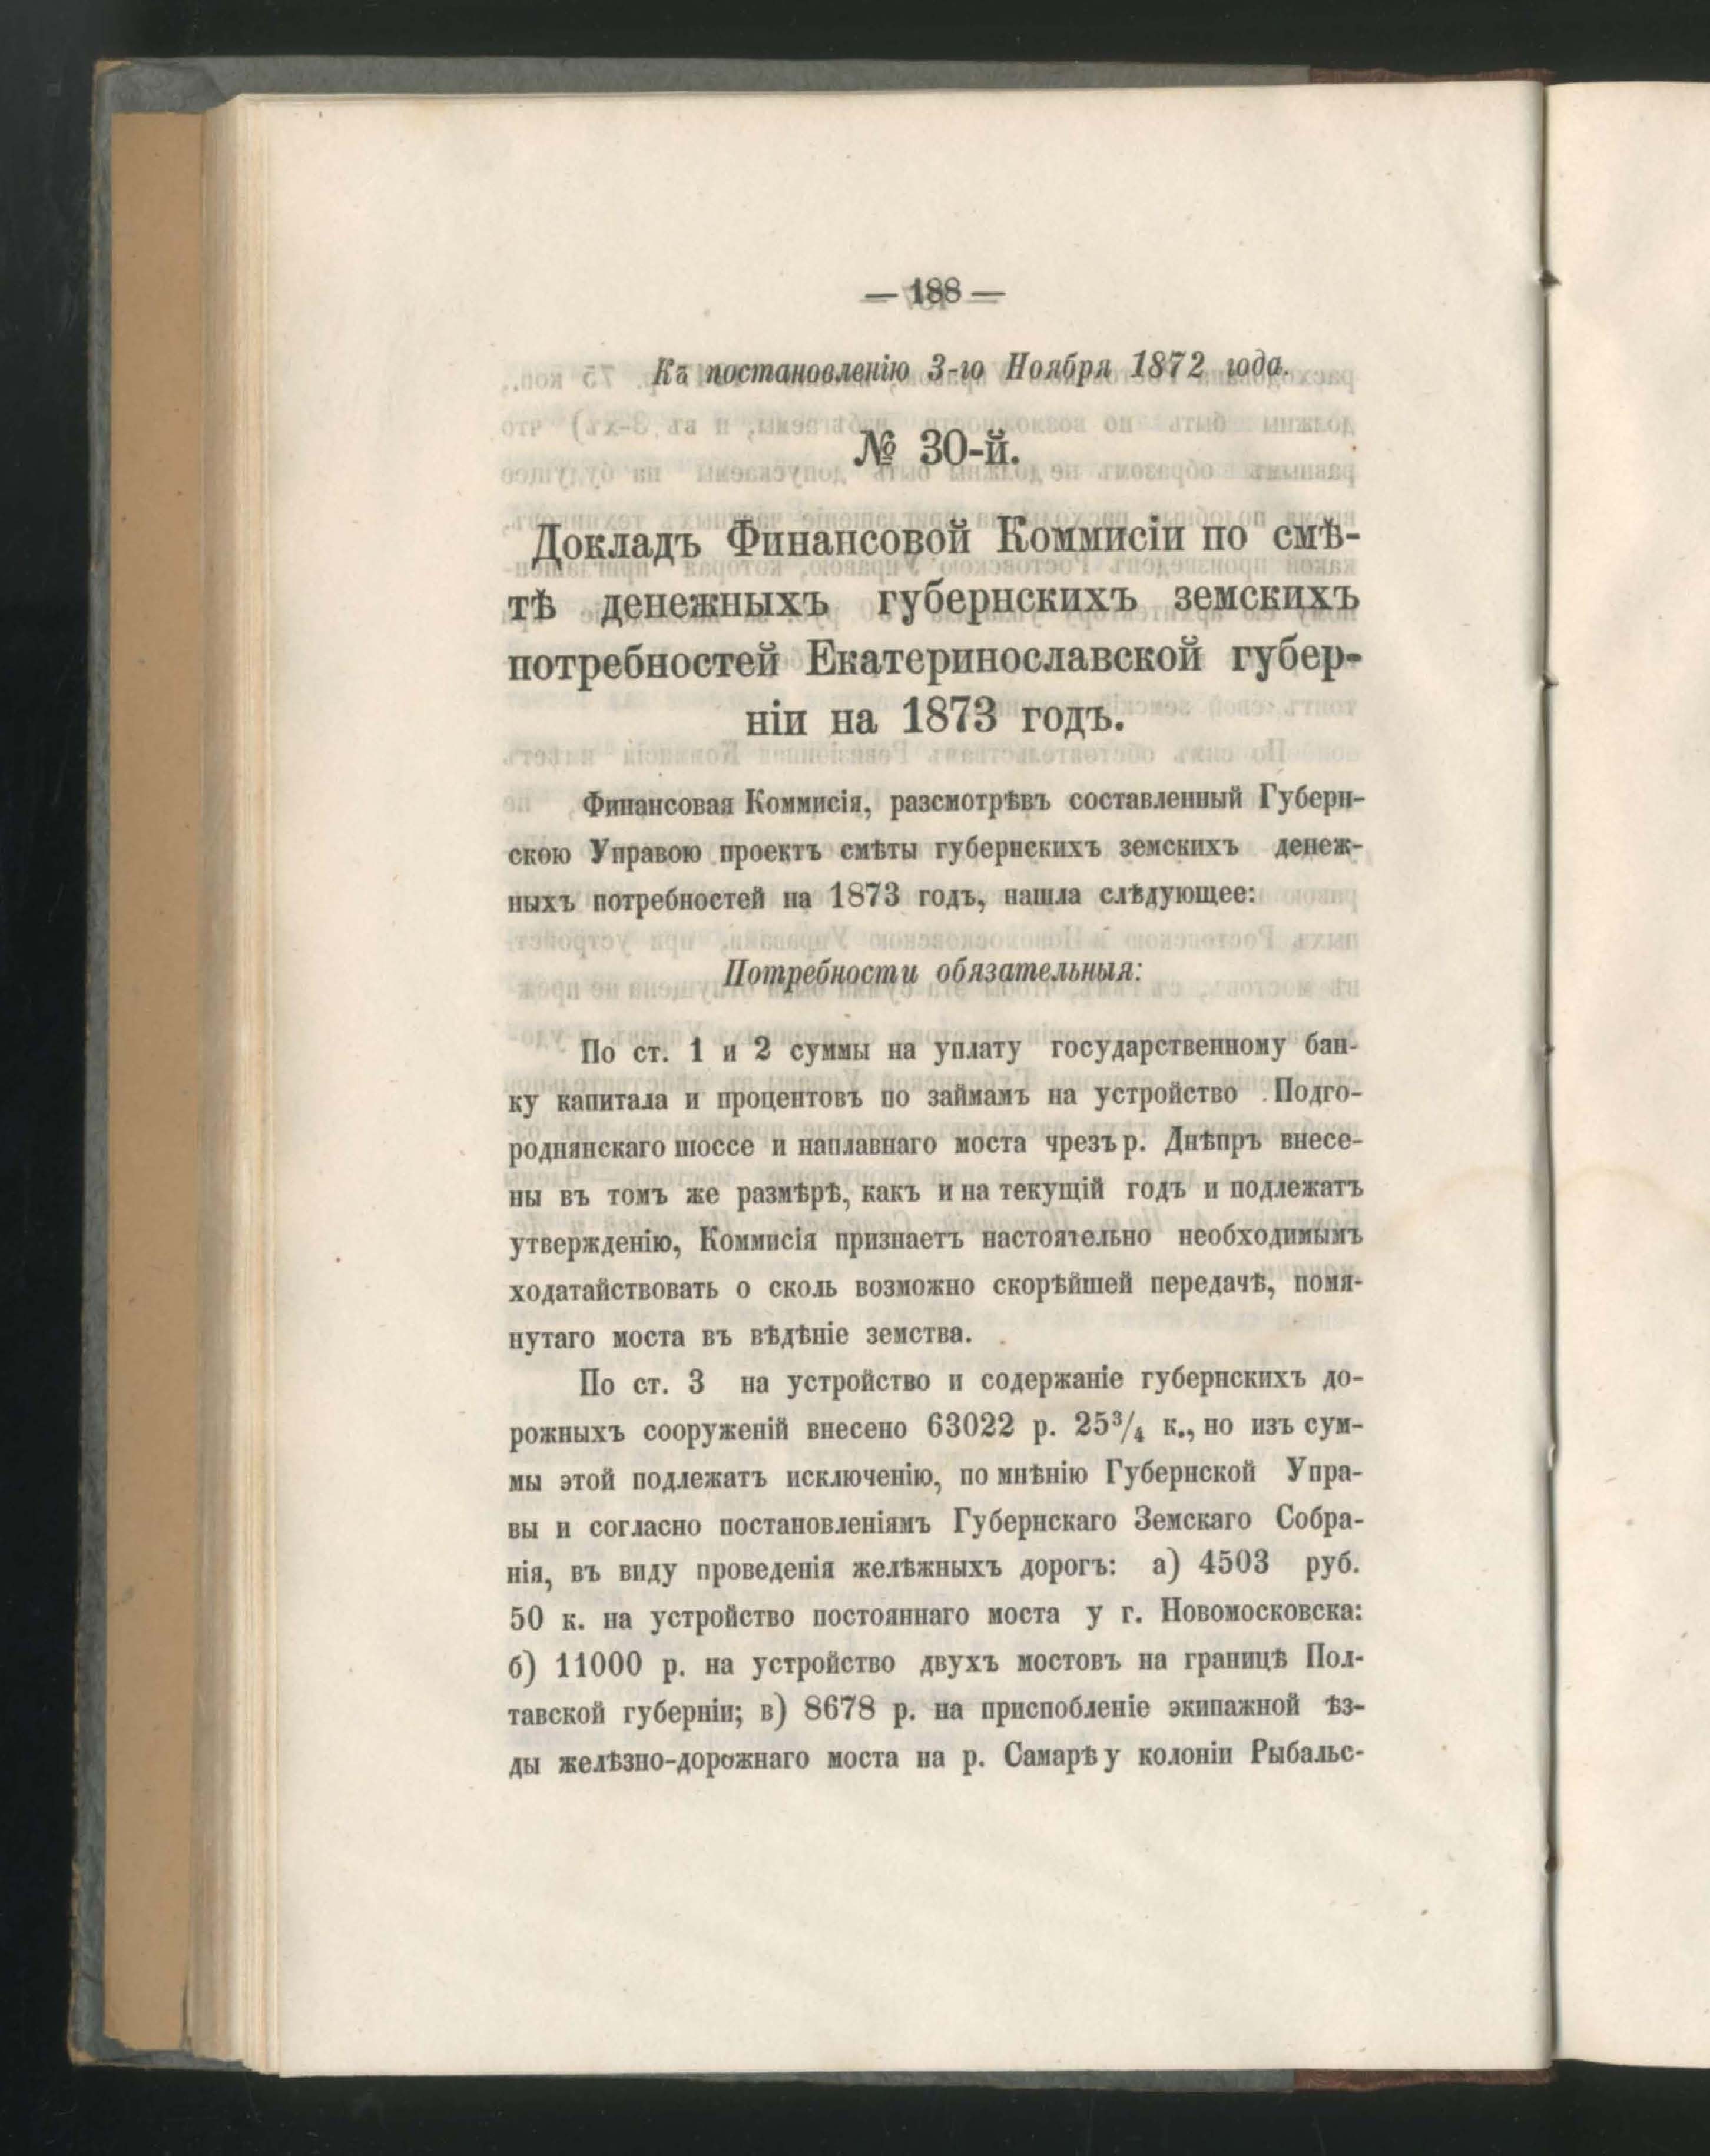 — 188 —
Къ постановленію 3-го Ноября 1872 года.
№ 30-й.
Докладъ Финансовой Коммисіи по смѣ-
тѣ денежныхъ губернскихъ земскихъ
потребностей Екатеринославской губер-
ніи на 1873 годъ.
Финансовая Коммисія, разсмотрѣвъ составленный Губерн-
скою Управою проектъ смѣты губернскихъ земскихъ денеж-
ныхъ потребностей на 1873 годъ, нашла слѣдующее:
Потребности обязательныя:
По ст. 1 и 2 суммы на уплату государственному бан-
ку капитала и процентовъ по займамъ на устройство Подго-
роднянскаго шоссе и наплавнаго моста чрезъ р. Днѣпръ внесе-
ны въ томъ же размѣрѣ, какъ и на текущій годъ и подлежатъ
утвержденію, Коммисія признаетъ настоятельно необходимымъ
ходатайствовать о сколь возможно скорѣйшей передачѣ, помя-
нутаго моста въ вѣдѣніе земства.
По ст. 3 на устройство и содержаніе губернскихъ до-
рожныхъ сооруженій внесено 63022 р. 25³/₄ к., но изъ сум-
мы этой подлежатъ исключенію, по мнѣнію Губернской Упра-
вы и согласно постановленіямъ Губернскаго Земскаго Собра-
нія, въ виду проведенія желѣжныхъ дорогъ: а) 4503 руб.
50 к. на устройство постояннаго моста у г. Новомосковска:
б) 11000 р. на устройство двухъ мостовъ на границѣ Пол-
тавской губерніи; в) 8678 р. на приспобленіе экипажной ѣз-
ды желѣзно-дорожнаго моста на р. Самарѣ у колоніи Рыбальс-